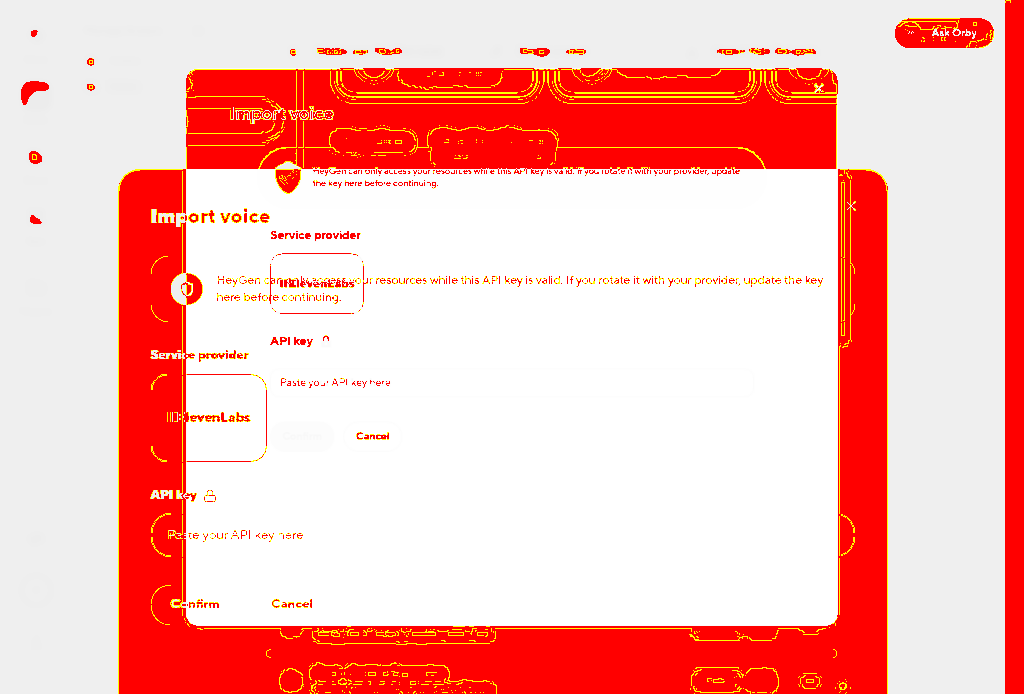 Ask Orby
Import voice
HeyGen can only access your resources while this API key is valid. If you rotate it with your provider, update
the key here before continuing.
Import voice
Service provider
HeyGen can only access your resources while this API key is valid. If you rotate it with your provider, update the key
here before continuing.
ElevenLabs
API key
Service provider
Paste your API key here
ElevenLabs
Confirm
Cancel
API key
Paste your API key here
Confirm
Cancel